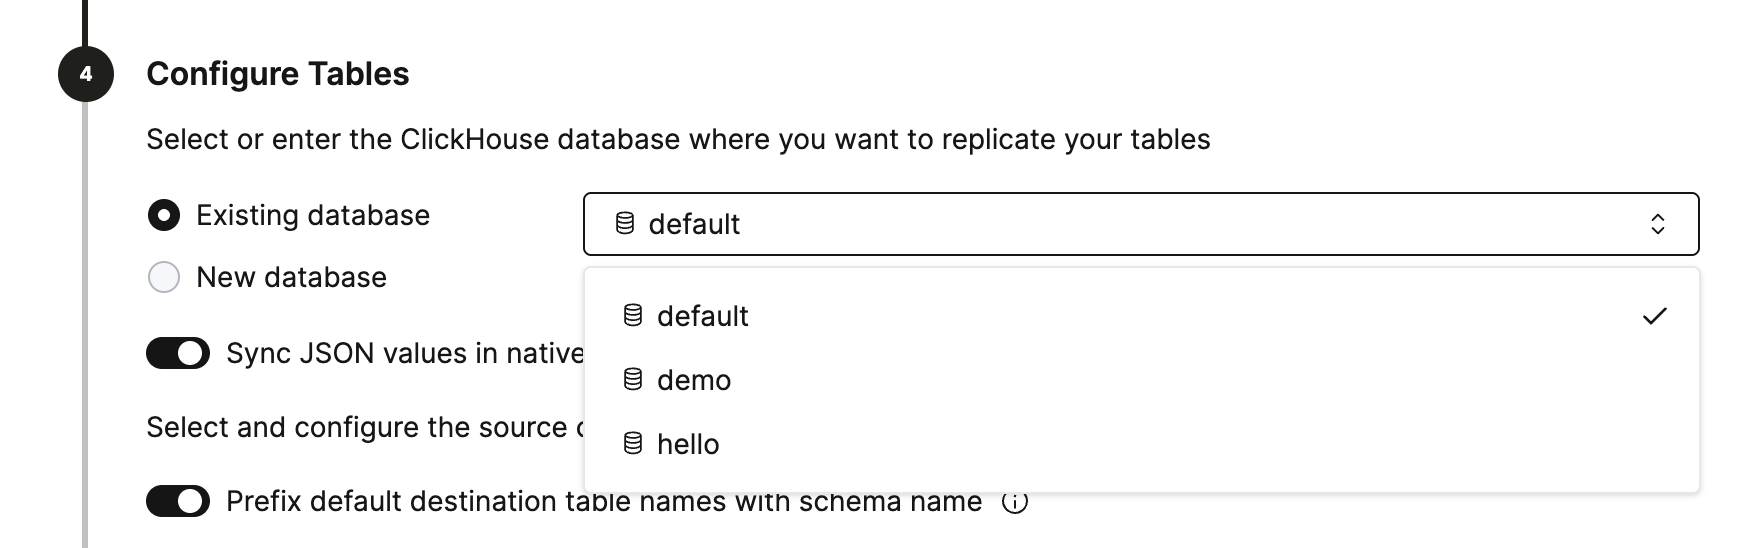 4
Configure Tables
Select or enter the ClickHouse database where you want to replicate your tables
Existing database
default
New database
default
demo
hello
Sync JSON values in native
Select and configure the source
Prefix default destination table names with schema name